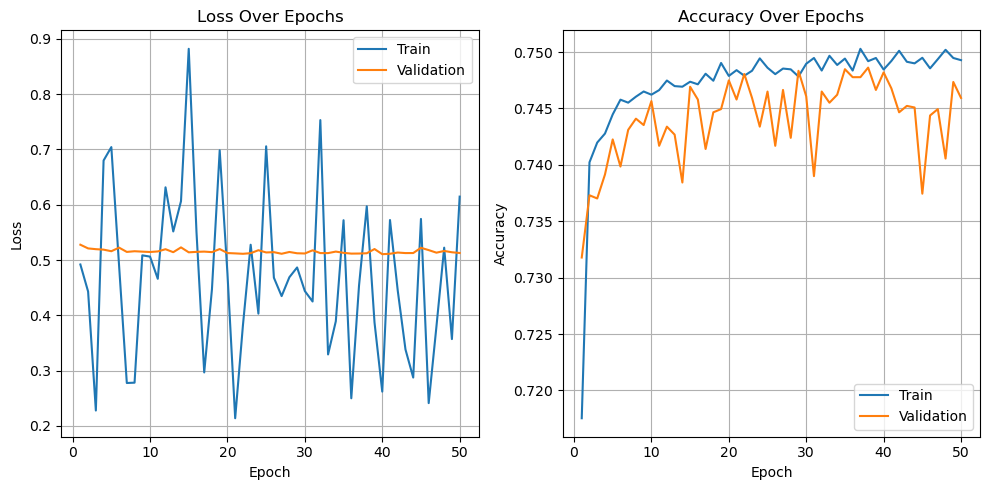 Loss Over Epochs
Train
Validation
0.9
0.8
0.7
0.6
0.5
0.4
0.3
0.2
Loss
0 10 20 30 40 50
Epoch
Accuracy Over Epochs
Train
Validation
0.750
0.745
0.740
0.735
0.730
0.725
0.720
Accuracy
0 10 20 30 40 50
Epoch